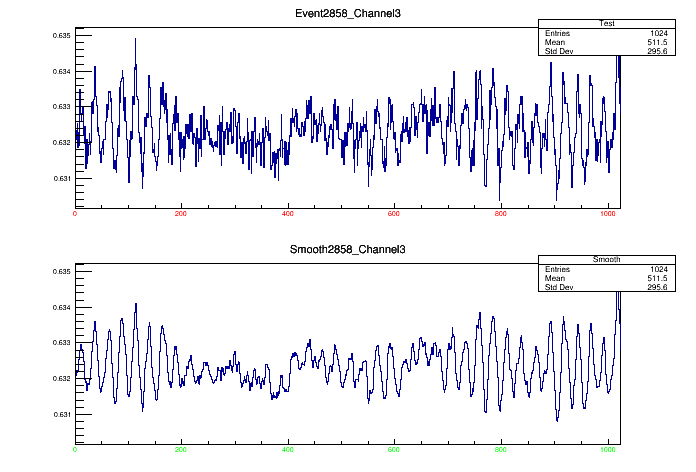 Event2858_Channel3
Test
Entries 1024
Mean 511.5
Std Dev 295.6
0.635
0.634
0.633
0.632
0.631
0 200 400 600 800 1000
Smooth2858_Channel3
Smooth
Entries 1024
Mean 511.5
Std Dev 295.6
0.635
0.634
0.633
0.632
0.631
0 200 400 600 800 1000